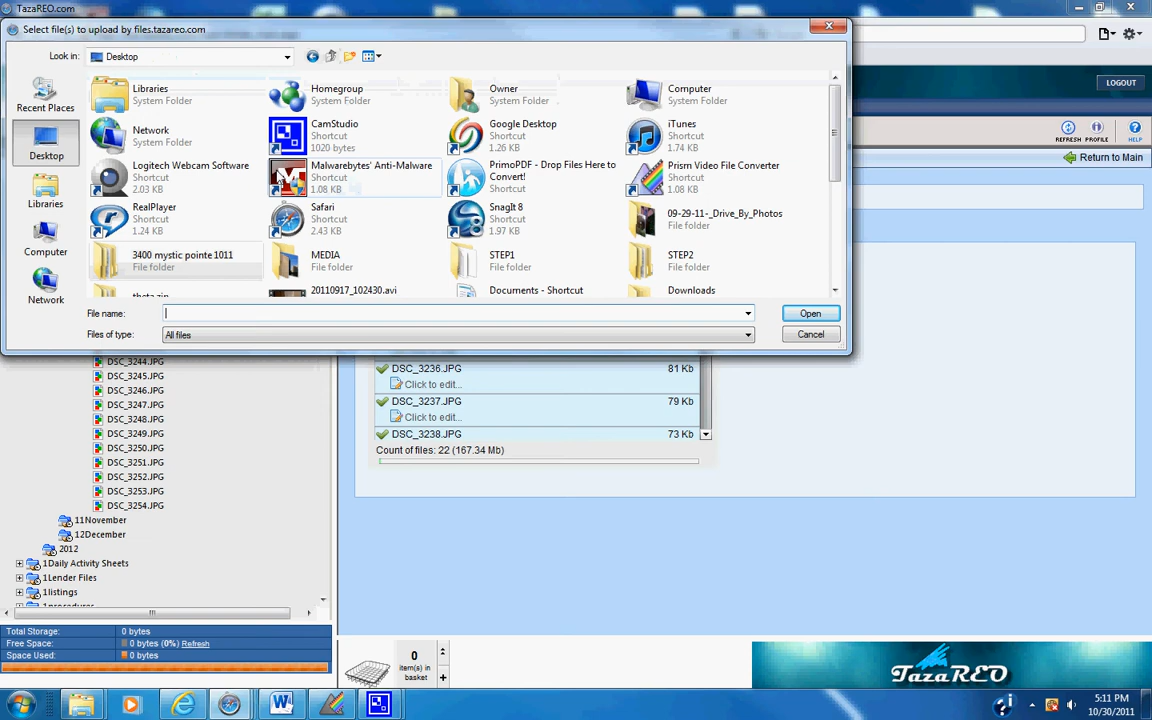 TazaREO.com
Select file(s) to upload by files.tazareo.com
Look in:
Desktop
Recent Places
Desktop
Libraries
Computer
Network
Libraries
System Folder
Homegroup
System Folder
Owner
System Folder
Computer
System Folder
Network
System Folder
CamStudio
Shortcut
1020 bytes
Google Desktop
Shortcut
1.26 KB
iTunes
Shortcut
1.74 KB
Logitech Webcam Software
Shortcut
2.03 KB
Malwarebytes' Anti-Malware
Shortcut
1.08 KB
PrimoPDF - Drop Files Here to
Convert!
Shortcut
Prism Video File Converter
Shortcut
1.08 KB
RealPlayer
Shortcut
1.24 KB
Safari
Shortcut
2.43 KB
SnagIt 8
Shortcut
1.97 KB
09-29-11-_Drive_By_Photos
File folder
3400 mystic pointe 1011
File folder
MEDIA
File folder
STEP1
File folder
STEP2
File folder
20110917_102430.avi
Documents - Shortcut
Downloads
File name:
Open
Files of type:
All files
Cancel
LOGOUT
REFRESH
PROFILE
HELP
Return to Main
DSC_3244.JPG
DSC_3245.JPG
DSC_3246.JPG
DSC_3247.JPG
DSC_3248.JPG
DSC_3249.JPG
DSC_3250.JPG
DSC_3251.JPG
DSC_3252.JPG
DSC_3253.JPG
DSC_3254.JPG
11November
12December
2012
1Daily Activity Sheets
1Lender Files
1listings
1procedures
DSC_3236.JPG 81 Kb
Click to edit...
DSC_3237.JPG 79 Kb
Click to edit...
DSC_3238.JPG 73 Kb
Count of files: 22 (167.34 Mb)
Total Storage: 0 bytes
Free Space: 0 bytes (0%) Refresh
Space Used: 0 bytes
0
item(s) in
basket
TazaREO
5:11 PM
10/30/2011